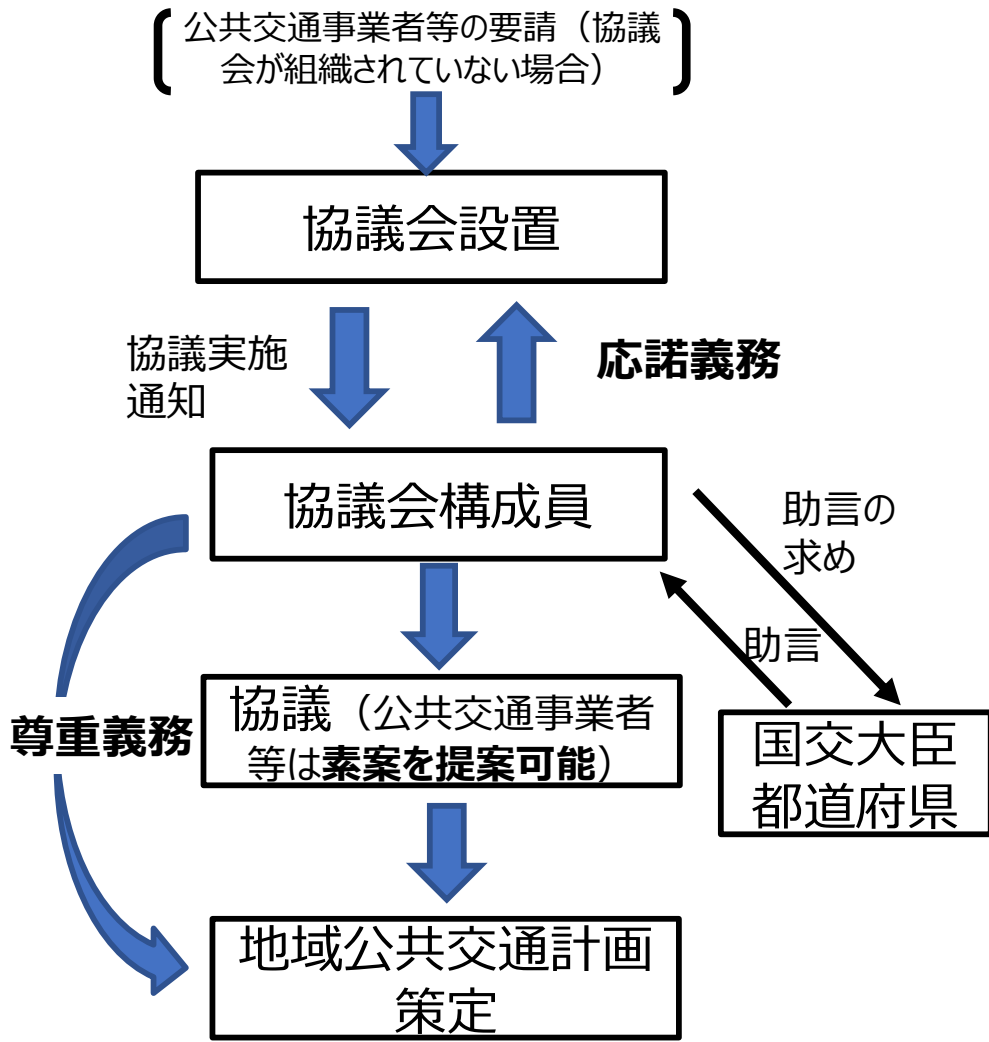 公共交通事業者等の要請（協議
会が組織されていない場合）
協議会設置
協議実施
通知
応諾義務
協議会構成員
助言の
求め
助言
尊重義務
協議（公共交通事業者
等は素案を提案可能）
国交大臣
都道府県
地域公共交通計画
策定